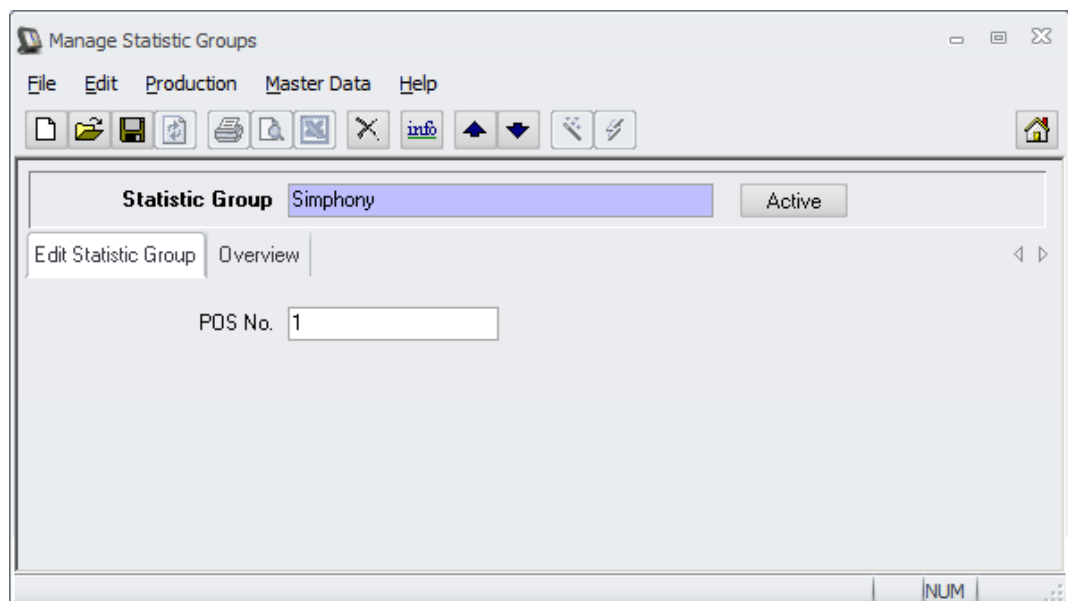 Manage Statistic Groups
File Edit Production Master Data Help
info
Statistic Group Simphony Active
Edit Statistic Group Overview
POS No. 1
NUM